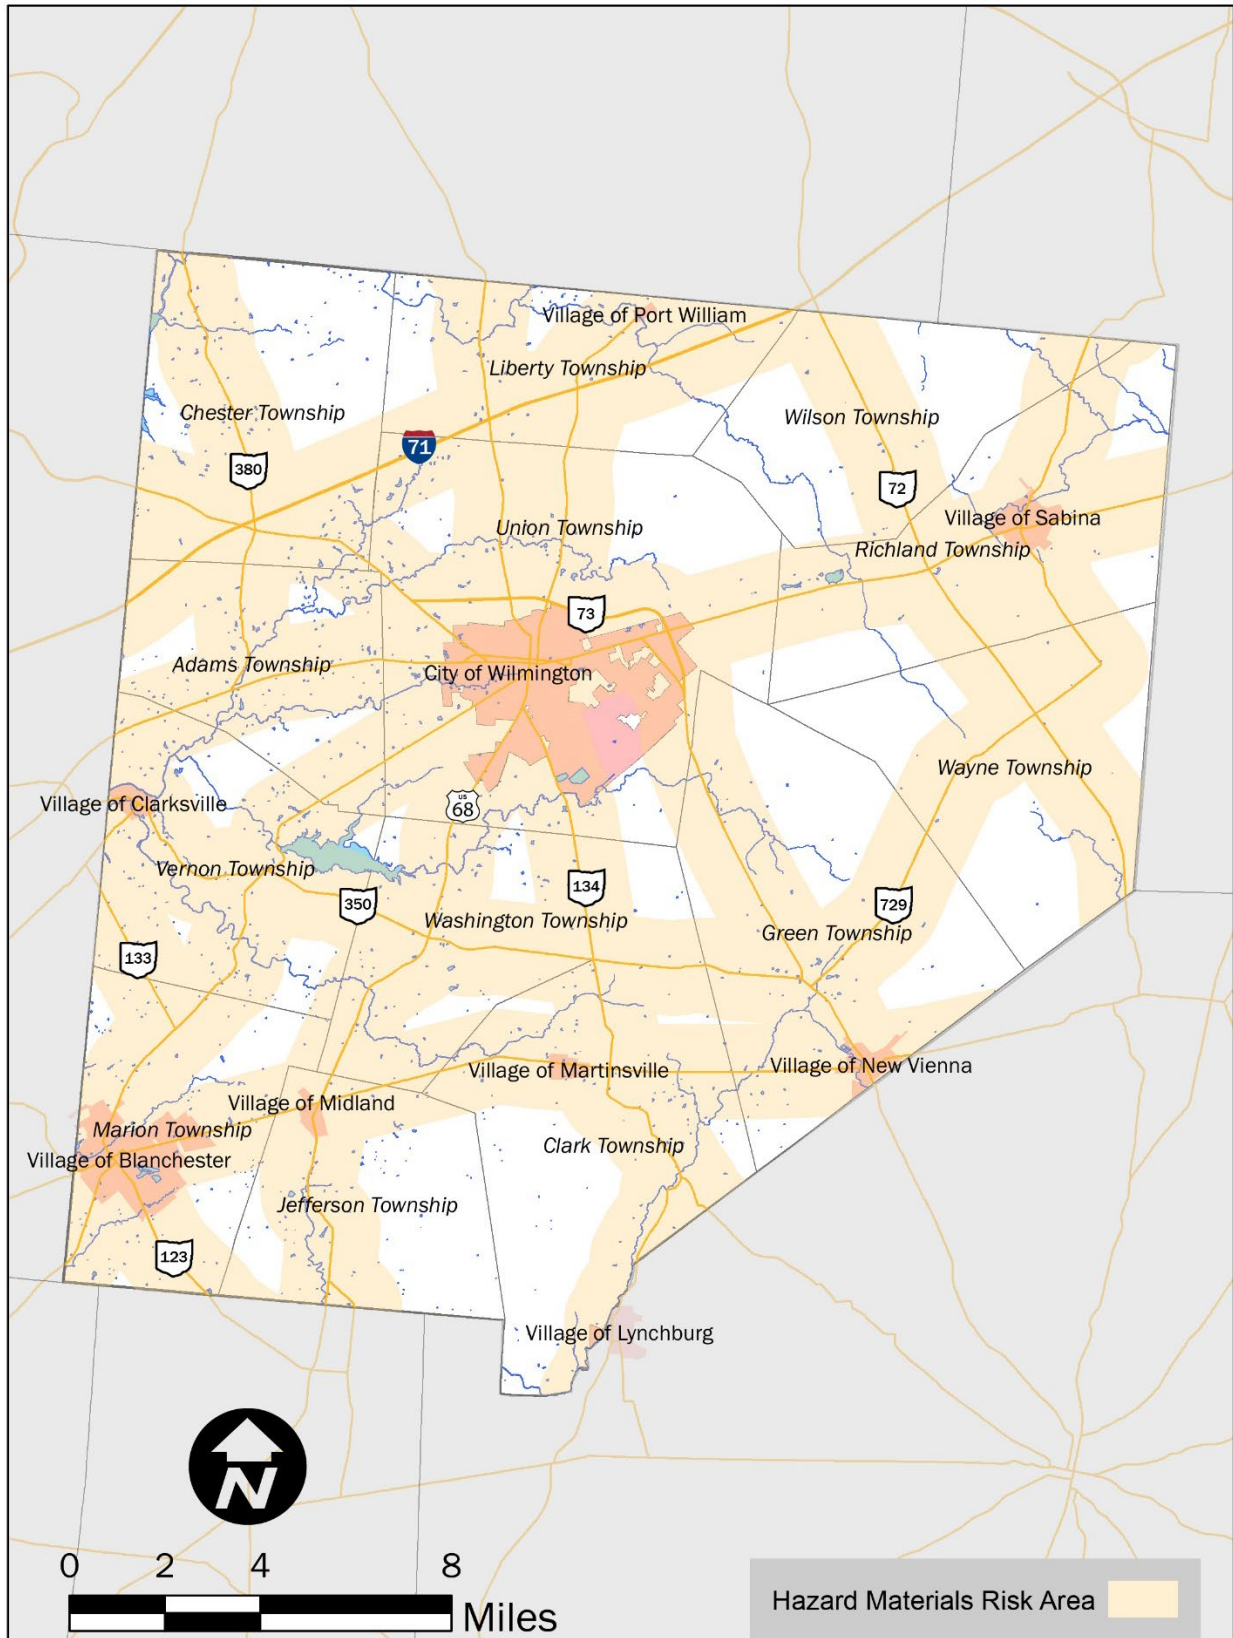 Village of Port William
Liberty Township
Chester Township
Wilson Township
71
380
72
Village of Sabina
Union Township
Richland Township
73
Adams Township
City of Wilmington
Wayne Township
Village of Clarksville
US
68
Vernon Township
134
350
729
Washington Township
Green Township
133
Village of Martinsville
Village of New Vienna
Village of Midland
Marion Township
Clark Township
Village of Blanchester
Jefferson Township
123
Village of Lynchburg
N
0 2 4 8
Miles
Hazard Materials Risk Area